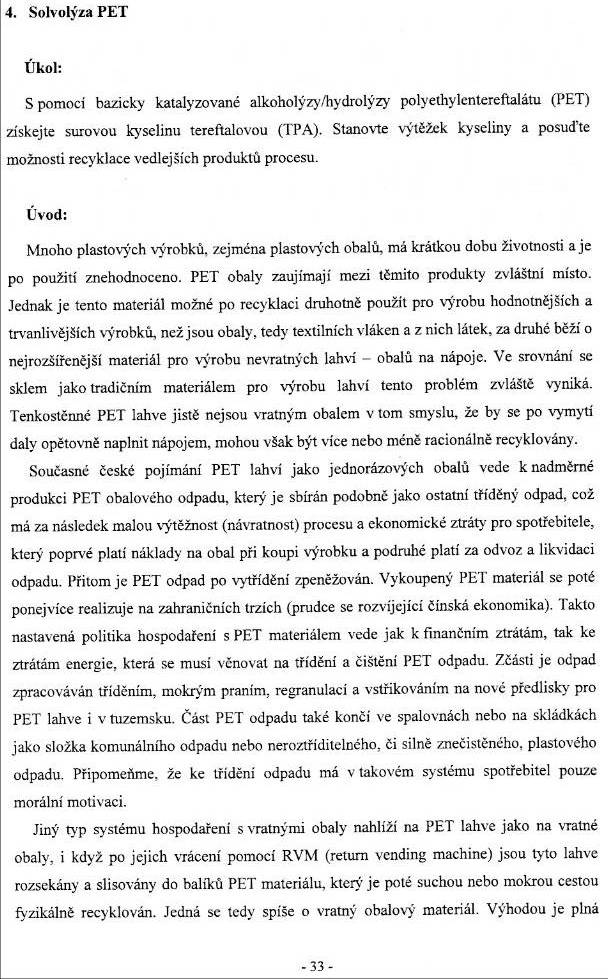 4. Solvolýza PET
Úkol:
S pomocí bazicky katalyzované alkoholýzy/hydrolýzy polyethylentereftalátu (PET)
získejte surovou kyselinu tereftalovou (TPA). Stanovte výtěžek kyseliny a posuďte
možnosti recyklace vedlejších produktů procesu.
Úvod:
Mnoho plastových výrobků, zejména plastových obalů, má krátkou dobu životnosti a je
po použití znehodnoceno. PET obaly zaujímají mezi těmito produkty zvláštní místo.
Jednak je tento materiál možné po recyklaci druhotně použít pro výrobu hodnotnějších a
trvanlivějších výrobků, než jsou obaly, tedy textilních vláken a z nich látek, za druhé běží o
nejrozšířenější materiál pro výrobu nevratných lahví – obalů na nápoje. Ve srovnání se
sklem jako tradičním materiálem pro výrobu lahví tento problém zvláště vyniká.
Tenkostěnné PET lahve jistě nejsou vratným obalem v tom smyslu, že by se po vymytí
daly opětovně naplnit nápojem, mohou však být více nebo méně racionálně recyklovány.
Současné české pojímání PET lahví jako jednorázových obalů vede k nadměrné
produkci PET obalového odpadu, který je sbírán podobně jako ostatní tříděný odpad, což
má za následek malou výtěžnost (návratnost) procesu a ekonomické ztráty pro spotřebitele,
který poprvé platí náklady na obal při koupi výrobku a podruhé platí za odvoz a likvidaci
odpadu. Přitom je PET odpad po vytřídění zpeněžován. Vykoupený PET materiál se poté
ponejvíce realizuje na zahraničních trzích (prudce se rozvíjející čínská ekonomika). Takto
nastavená politika hospodaření s PET materiálem vede jak k finančním ztrátám, tak ke
ztrátám energie, která se musí věnovat na třídění a čištění PET odpadu. Zčásti je odpad
zpracováván tříděním, mokrým praním, regranulací a vstřikováním na nové předlisky pro
PET lahve i v tuzemsku. Část PET odpadu také končí ve spalovnách nebo na skládkách
jako složka komunálního odpadu nebo neroztříditelného, či silně znečistěného, plastového
odpadu. Připomeňme, že ke třídění odpadu má v takovém systému spotřebitel pouze
morální motivaci.
Jiný typ systému hospodaření s vratnými obaly nahlíží na PET lahve jako na vratné
obaly, i když po jejich vrácení pomocí RVM (return vending machine) jsou tyto lahve
rozsekány a slisovány do balíků PET materiálu, který je poté suchou nebo mokrou cestou
fyzikálně recyklován. Jedná se tedy spíše o vratný obalový materiál. Výhodou je plná
- 33 -